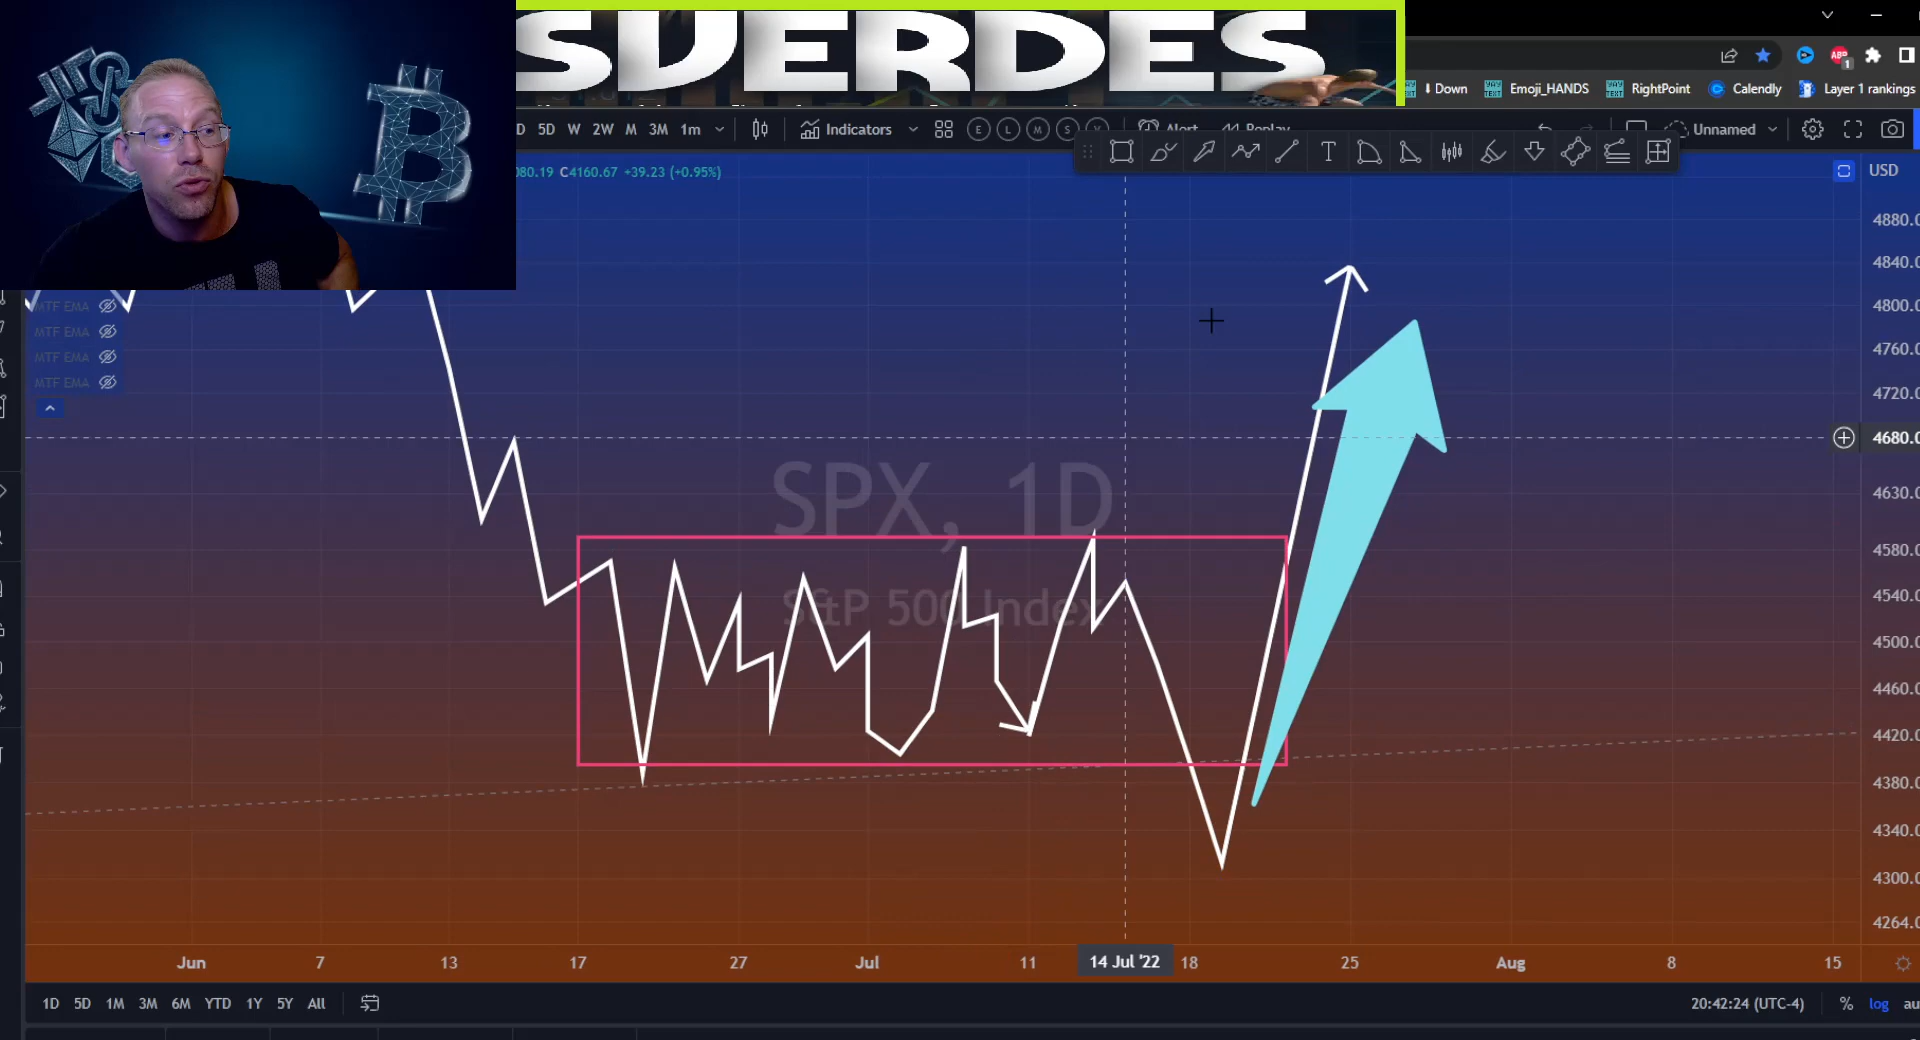 SVERDES
Down
Emoji_HANDS
RightPoint
Calendly
Layer 1 rankings
D 5D W 2W M 3M 1m
Indicators
E L M S
Alert
Replay
Unnamed
80.19 C4160.67 +39.23 (+0.95%)
USD
4880.0
4840.0
MTF EMA
4800.0
MTF EMA
MTF EMA
4760.0
MTF EMA
4720.0
4680.0
SPX, 1D
4630.0
4580.0
S&P 500 Index
4540.0
4500.0
4460.0
4420.0
4380.0
4340.0
4300.0
4264.0
Jun 7 13 17 27 Jul 11 14 Jul '22 18 25 Aug 8 15
1D 5D 1M 3M 6M YTD 1Y 5Y All
20:42:24 (UTC-4) % log au